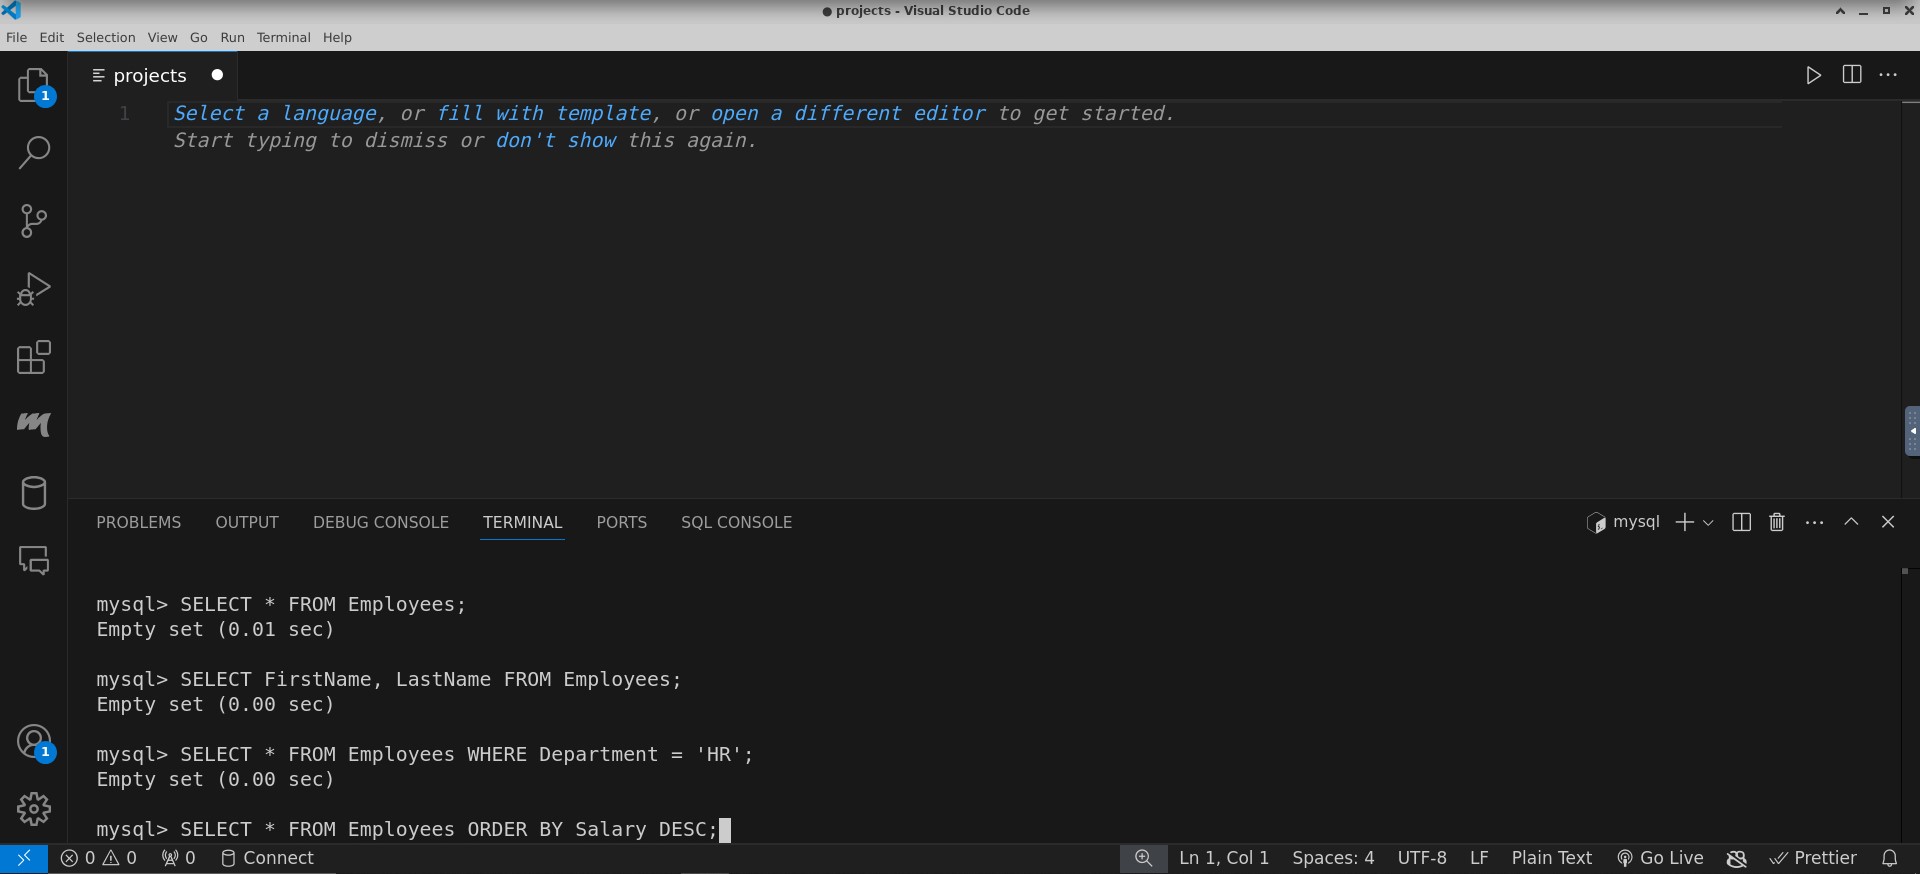 ● projects - Visual Studio Code
File Edit Selection View Go Run Terminal Help
projects
1
1 Select a language, or fill with template, or open a different editor to get started.
Start typing to dismiss or don't show this again.
PROBLEMS OUTPUT DEBUG CONSOLE TERMINAL PORTS SQL CONSOLE mysql
mysql> SELECT * FROM Employees;
Empty set (0.01 sec)
mysql> SELECT FirstName, LastName FROM Employees;
Empty set (0.00 sec)
mysql> SELECT * FROM Employees WHERE Department = 'HR';
1
Empty set (0.00 sec)
mysql> SELECT * FROM Employees ORDER BY Salary DESC;
0 0 0 Connect Ln 1, Col 1 Spaces: 4 UTF-8 LF Plain Text Go Live Prettier